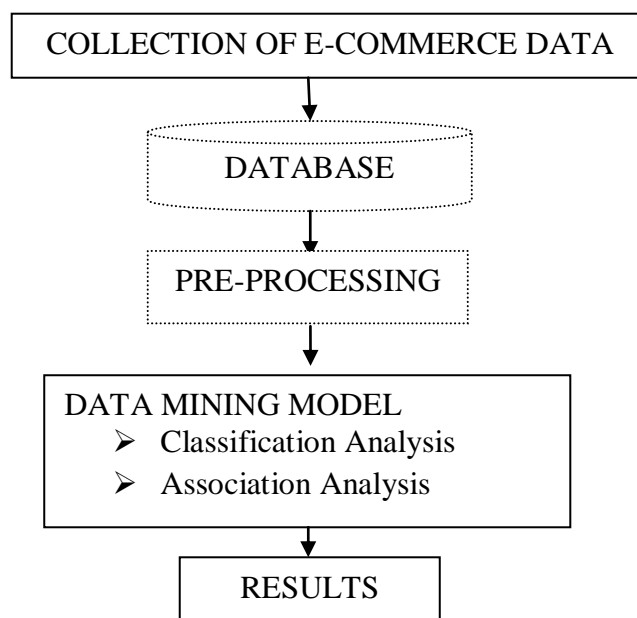 COLLECTION OF E-COMMERCE DATA
DATABASE
PRE-PROCESSING
DATA MINING MODEL
➢ Classification Analysis
➢ Association Analysis
RESULTS